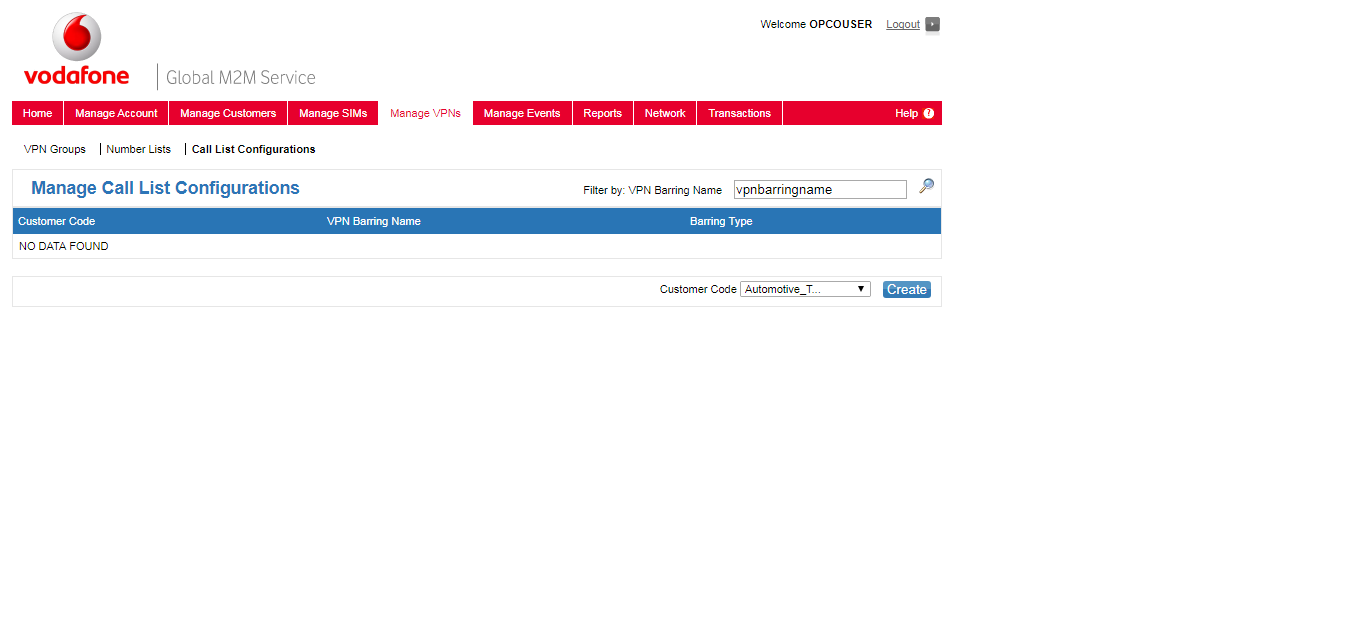 Welcome OPCOUSER Logout
vodafone Global M2M Service
Home Manage Account Manage Customers Manage SIMs Manage VPNs Manage Events Reports Network Transactions Help ?
VPN Groups Number Lists Call List Configurations
Manage Call List Configurations Filter by: VPN Barring Name vpnbarringname
Customer Code VPN Barring Name Barring Type
NO DATA FOUND
Customer Code Automotive_T... Create